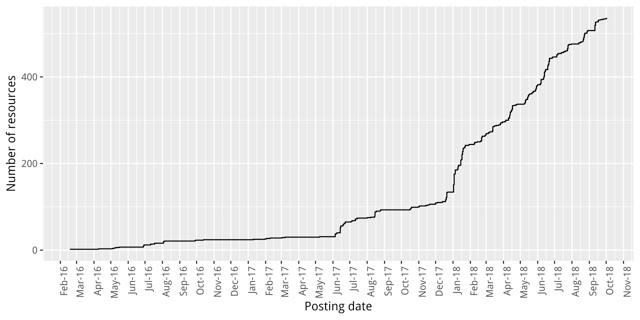 Number of resources
400
200
0
Feb-16
Mar-16
Apr-16
May-16
Jun-16
Jul-16
Aug-16
Sep-16
Oct-16
Nov-16
Dec-16
Jan-17
Feb-17
Mar-17
Apr-17
May-17
Jun-17
Jul-17
Aug-17
Sep-17
Oct-17
Nov-17
Dec-17
Jan-18
Feb-18
Mar-18
Apr-18
May-18
Jun-18
Jul-18
Aug-18
Sep-18
Oct-18
Nov-18
Posting date